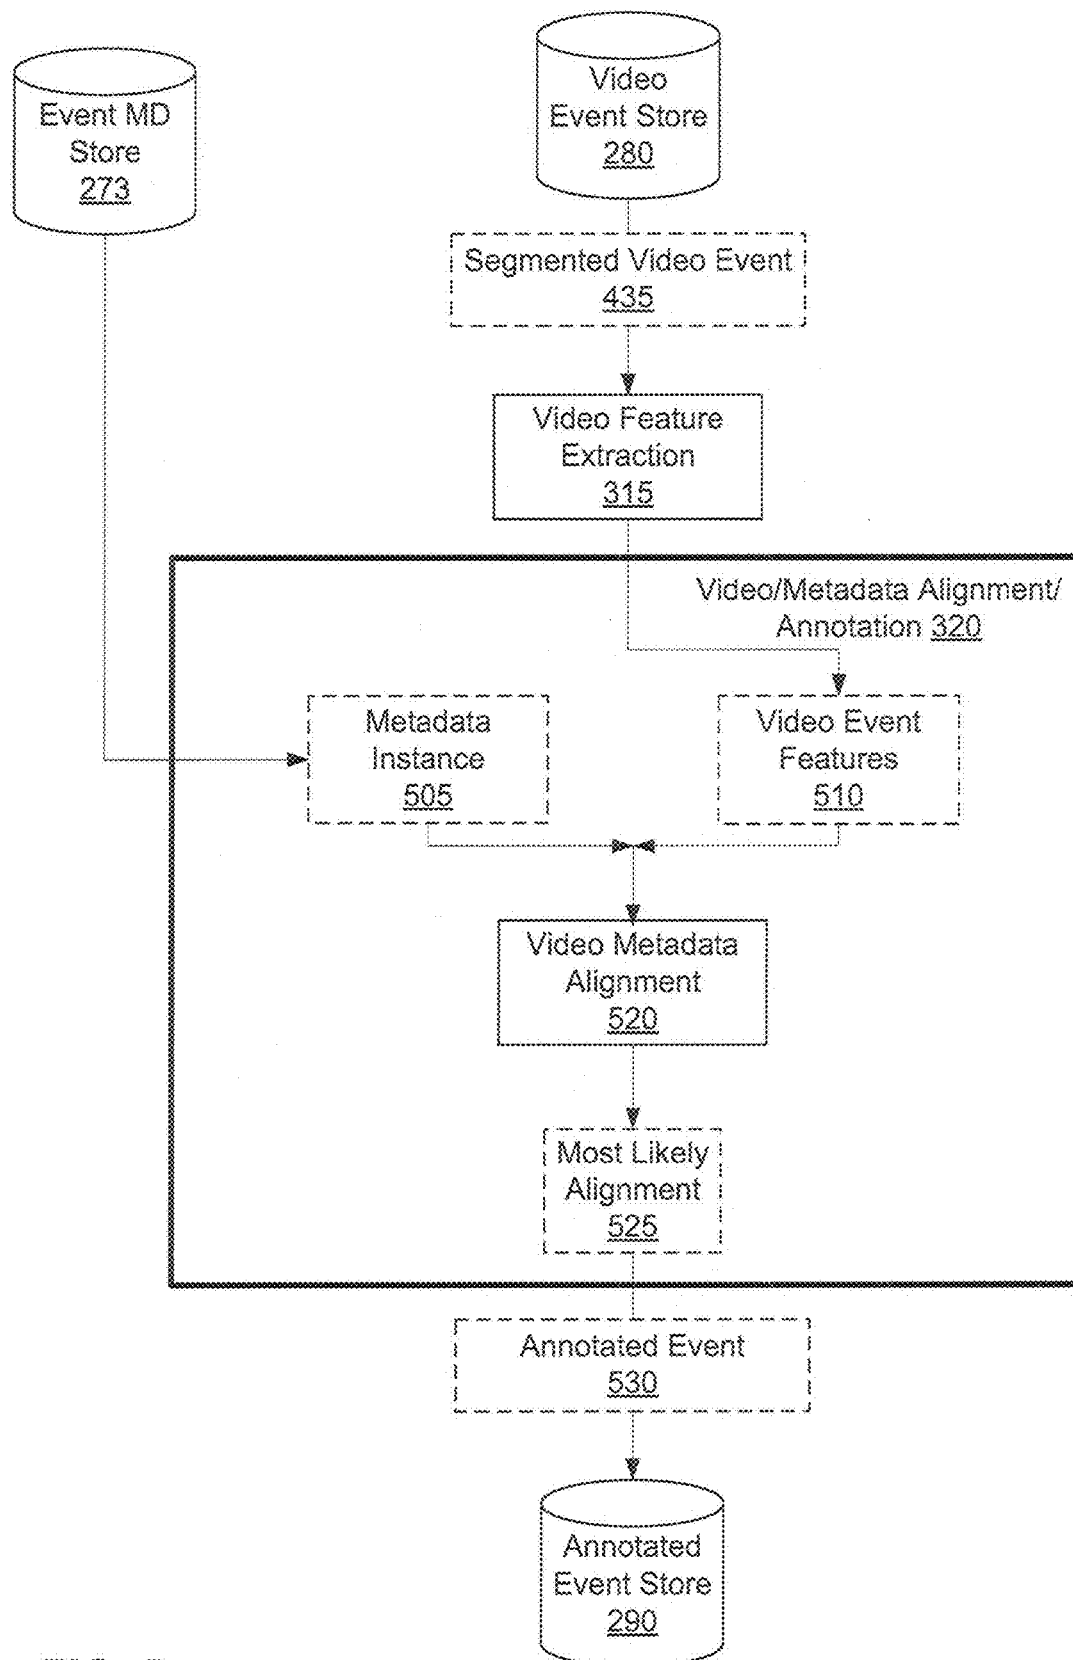 Event MD
Store
273
Video
Event Store
280
Segmented Video Event
435
Video Feature
Extraction
315
Video/Metadata Alignment/
Annotation 320
Metadata
Instance
505
Video Event
Features
510
Video Metadata
Alignment
520
Most Likely
Alignment
525
Annotated Event
530
Annotated
Event Store
290